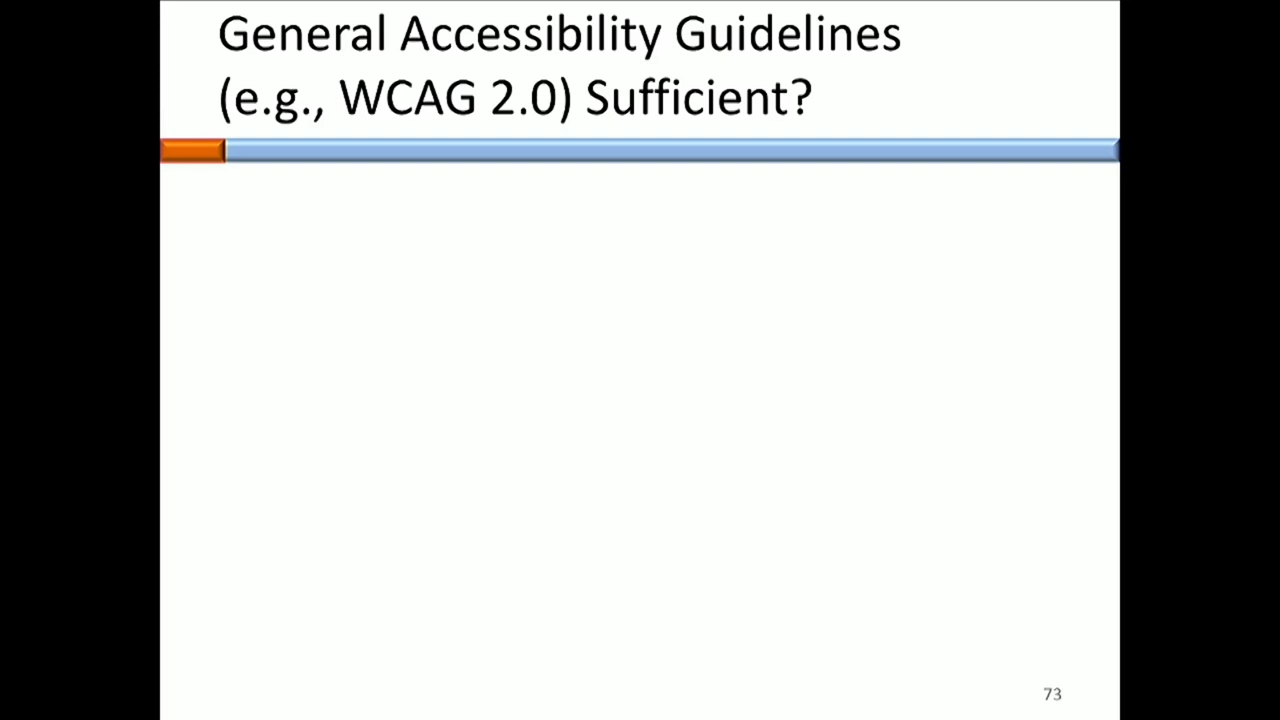 General Accessibility Guidelines
(e.g., WCAG 2.0) Sufficient?
73